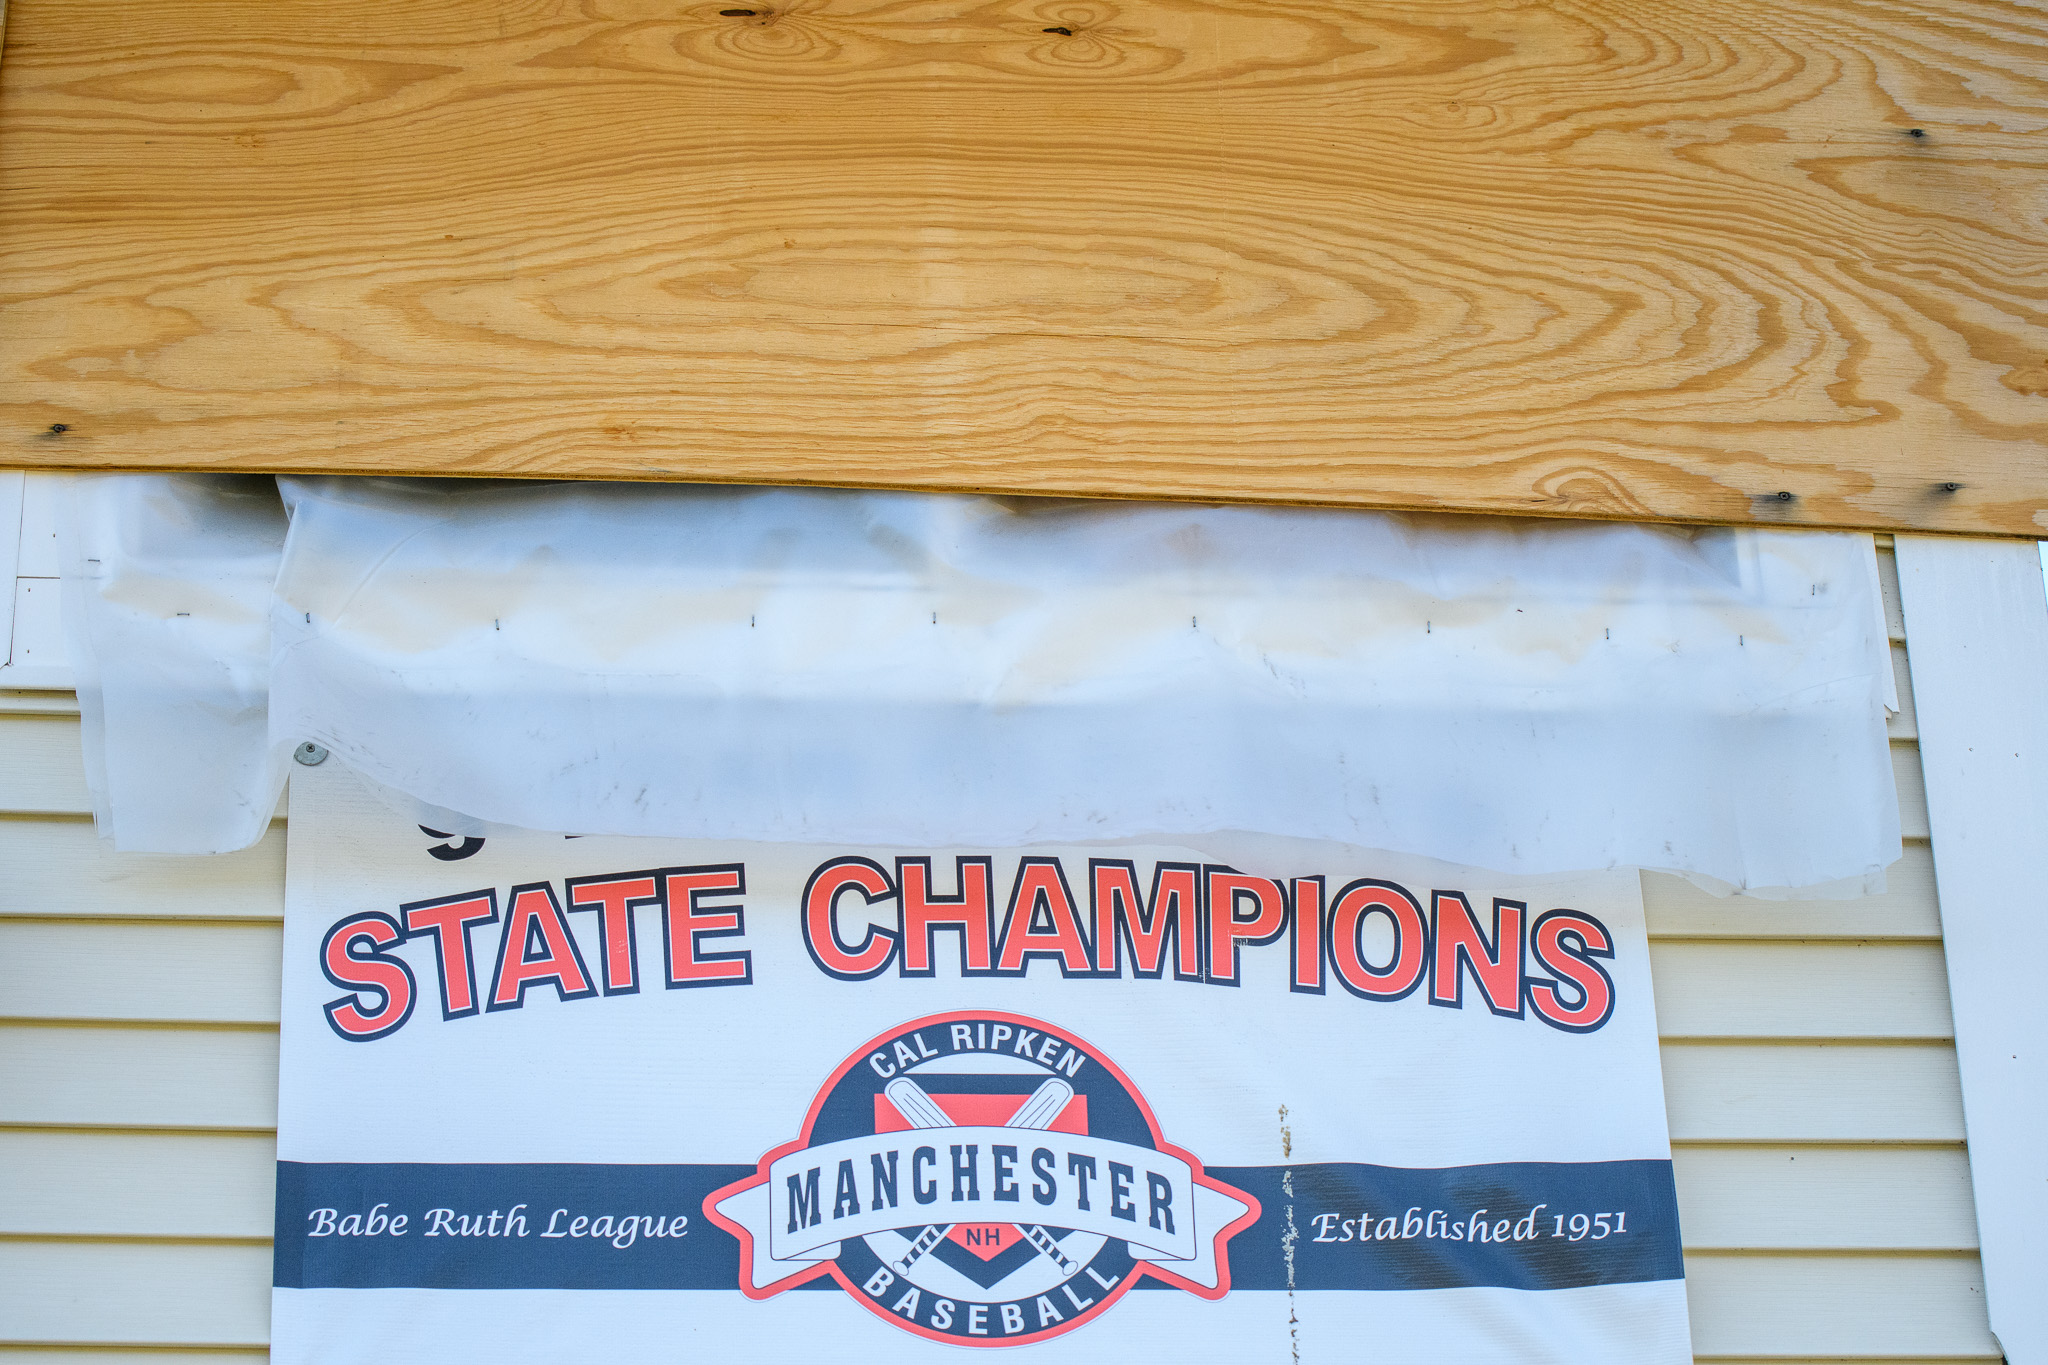 STATE CHAMPIONS
CAL RIPKEN
MANCHESTER
NH
BASEBALL
Babe Ruth League
Established 1951